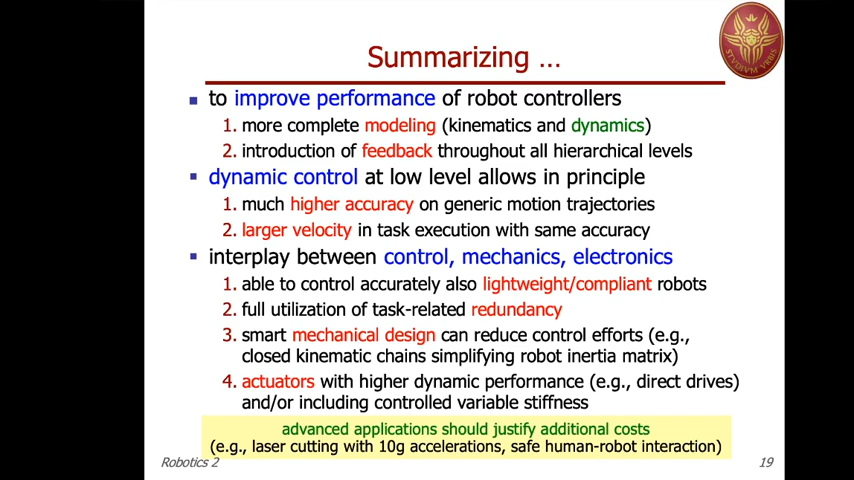 Summarizing ...
STVDIVM VRBIS
to improve performance of robot controllers
1. more complete modeling (kinematics and dynamics)
2. introduction of feedback throughout all hierarchical levels
dynamic control at low level allows in principle
1. much higher accuracy on generic motion trajectories
2. larger velocity in task execution with same accuracy
interplay between control, mechanics, electronics
1. able to control accurately also lightweight/compliant robots
2. full utilization of task-related redundancy
3. smart mechanical design can reduce control efforts (e.g.,
closed kinematic chains simplifying robot inertia matrix)
4. actuators with higher dynamic performance (e.g., direct drives)
and/or including controlled variable stiffness
advanced applications should justify additional costs
(e.g., laser cutting with 10g accelerations, safe human-robot interaction)
Robotics 2
19